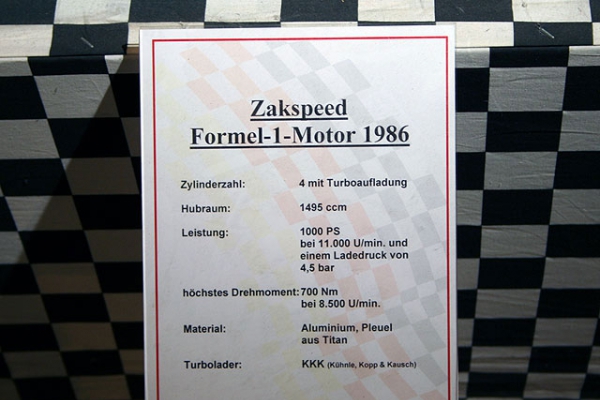 Zakspeed
Formel-1-Motor 1986
Zylinderzahl: 4 mit Turboaufladung
Hubraum: 1495 ccm
Leistung: 1000 PS
bei 11.000 U/min. und
einem Ladedruck von
4,5 bar
höchstes Drehmoment: 700 Nm
bei 8.500 U/min.
Material: Aluminium, Pleuel
aus Titan
Turbolader: KKK (Kühnle, Kopp & Kausch)